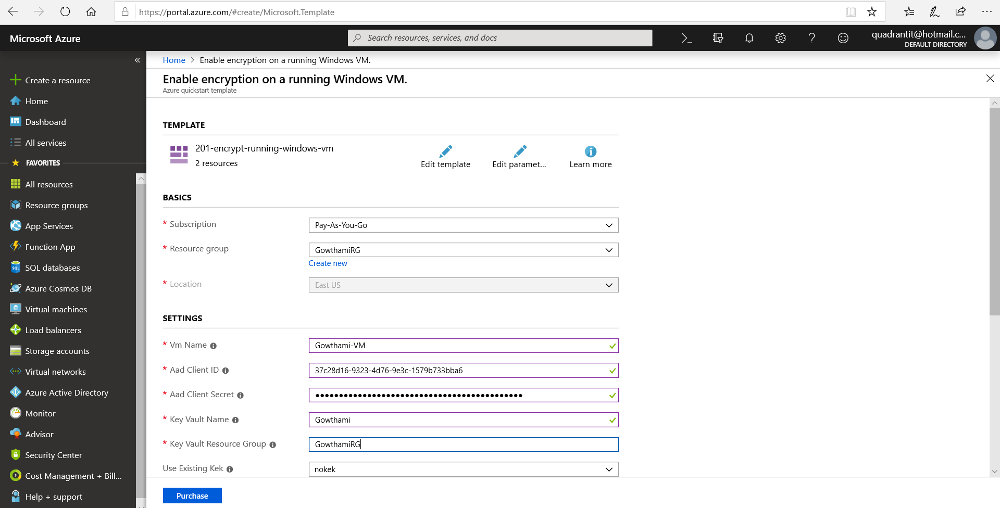 https://portal.azure.com/#create/Microsoft.Template
Microsoft Azure
Search resources, services, and docs
quadrantit@hotmail.c...
DEFAULT DIRECTORY
Create a resource
Home
Dashboard
All services
FAVORITES
All resources
Resource groups
App Services
Function App
SQL databases
Azure Cosmos DB
Virtual machines
Load balancers
Storage accounts
Virtual networks
Azure Active Directory
Monitor
Advisor
Security Center
Cost Management + Bill...
Help + support
Home > Enable encryption on a running Windows VM.
Enable encryption on a running Windows VM.
Azure quickstart template
TEMPLATE
201-encrypt-running-windows-vm
2 resources
Edit template
Edit paramet...
Learn more
BASICS
* Subscription
Pay-As-You-Go
* Resource group
GowthamiRG
Create new
* Location
East US
SETTINGS
* Vm Name
Gowthami-VM
* Aad Client ID
37c28d16-9323-4d76-9e3c-1579b733bba6
* Aad Client Secret
* Key Vault Name
Gowthami
* Key Vault Resource Group
GowthamiRG
Use Existing Kek
nokek
Purchase